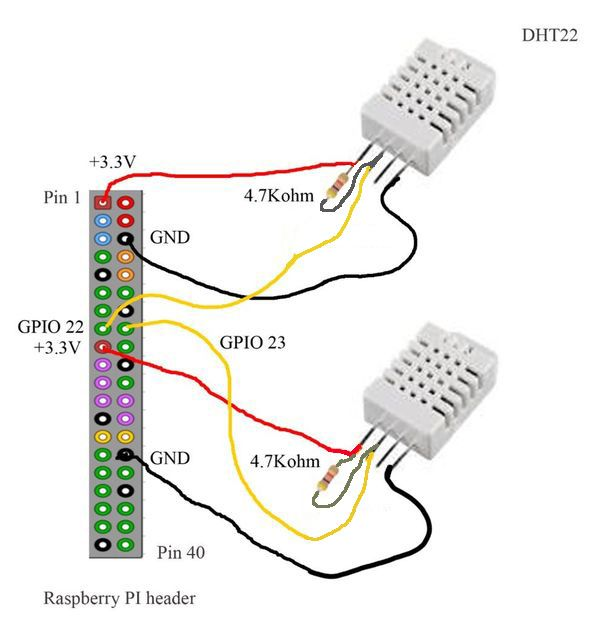 DHT22
+3.3V
Pin 1
4.7Kohm
GND
GPIO 22
GPIO 23
+3.3V
GND
4.7Kohm
Pin 40
Raspberry PI header